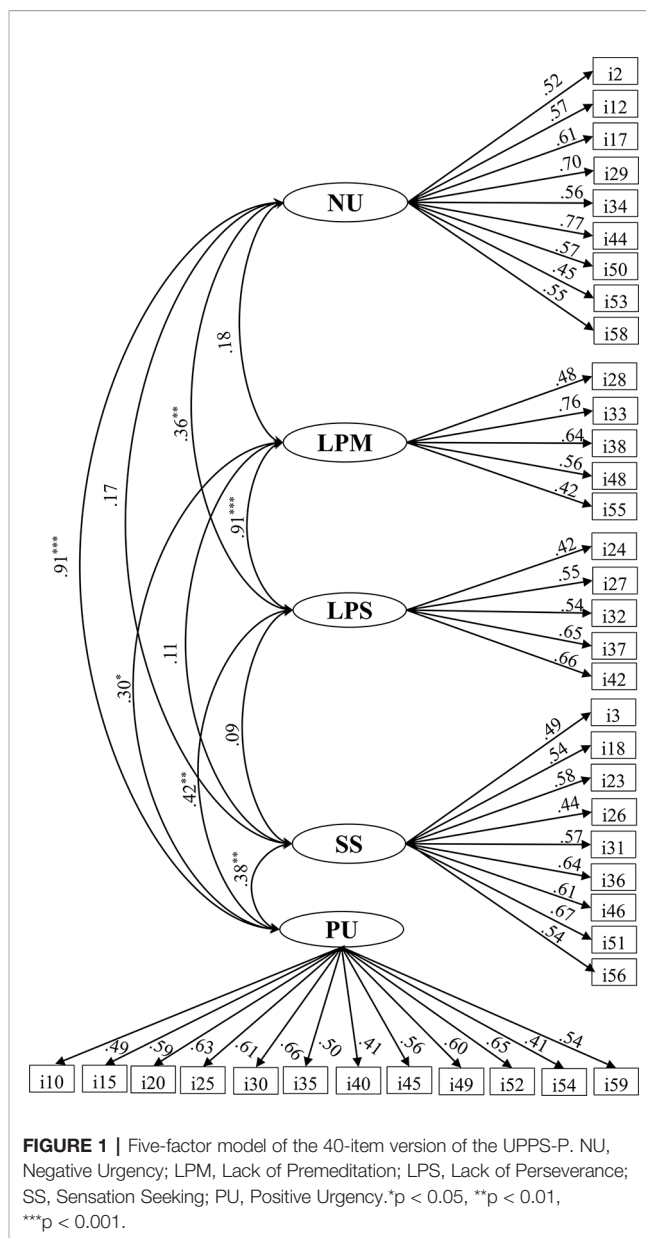 .52 i2
.57 i12
.61 i17
.70 i29
NU .56 i34
.77 i44
.57 i50
.45 i53
.55 i58
.18
.48 i28
.36** .76 i33
LPM .64 i38
.56 i48
.42 i55
.17
.91***
.91***
.42 i24
.55 i27
LPS .54 i32
.65 i37
.66 i42
.11
.30*
.09
.42**
.49 i3
.54 i18
.58 i23
.44 i26
SS .57 i31
.64 i36
.61 i46
.67 i51
.54 i56
.38**
PU
.49 .59 .63 .61 .66 .50 .41 .56 .60 .65 .41 .54
i10 i15 i20 i25 i30 i35 i40 i45 i49 i52 i54 i59
FIGURE 1 | Five-factor model of the 40-item version of the UPPS-P. NU,
Negative Urgency; LPM, Lack of Premeditation; LPS, Lack of Perseverance;
SS, Sensation Seeking; PU, Positive Urgency.*p < 0.05, **p < 0.01,
***p < 0.001.